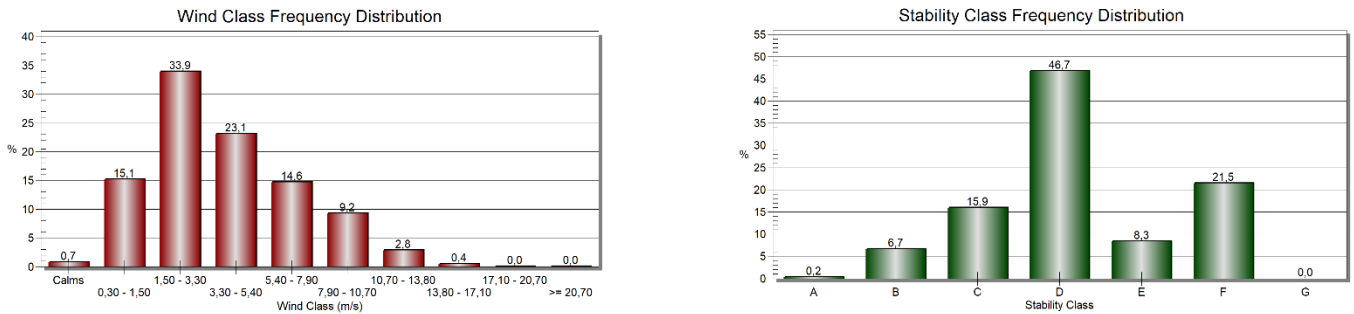 Wind Class Frequency Distribution
40
35
30
25
20
15
10
5
0
%
0,7
15,1
33,9
23,1
14,6
9,2
2,8
0,4
0,0
0,0
Calms
1,50 - 3,30
5,40 - 7,90
10,70 - 13,80
17,10 - 20,70
0,30 - 1,50
3,30 - 5,40
7,90 - 10,70
13,80 - 17,10
>= 20,70
Wind Class (m/s)
Stability Class Frequency Distribution
55
50
45
40
35
30
25
20
15
10
5
0
%
0,2
6,7
15,9
46,7
8,3
21,5
0,0
A
B
C
D
E
F
G
Stability Class